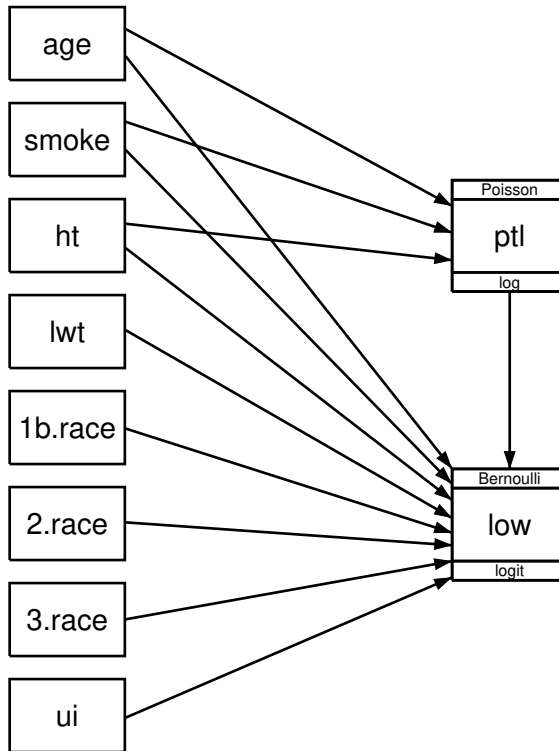 age
smoke
ht
lwt
1b.race
2.race
3.race
ui
Poisson
ptl
log
Bernoulli
low
logit